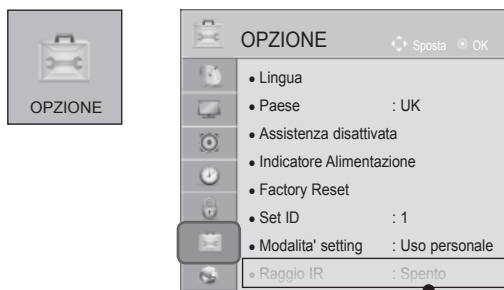 OPZIONE
OPZIONE Sposta OK
• Lingua
• Paese : UK
• Assistenza disattivata
• Indicatore Alimentazione
• Factory Reset
• Set ID : 1
• Modalita' setting : Uso personale
• Raggio IR : Spento